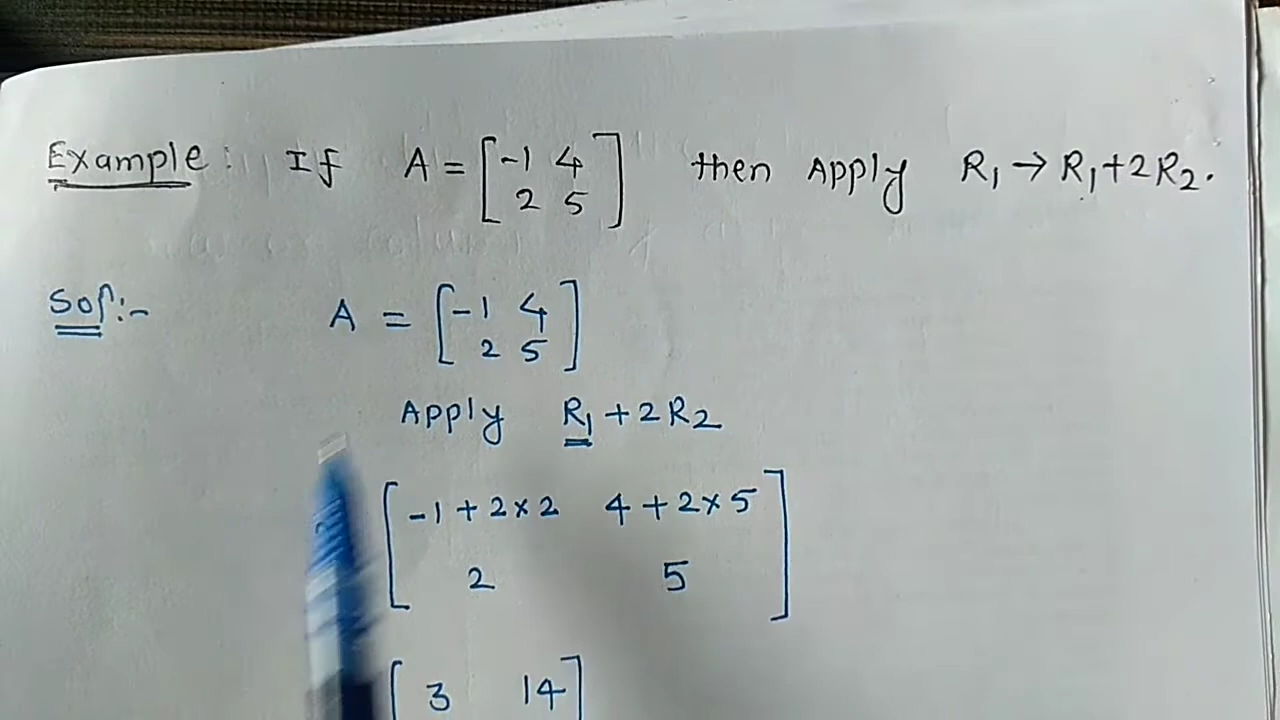 Example: If A = [-1 4
2 5] then Apply R₁ → R₁+2R₂.
Sol:-
A = [-1 4
2 5]
Apply R₁+2R₂
[-1+2×2 4+2×5
2 5]
[3 14]